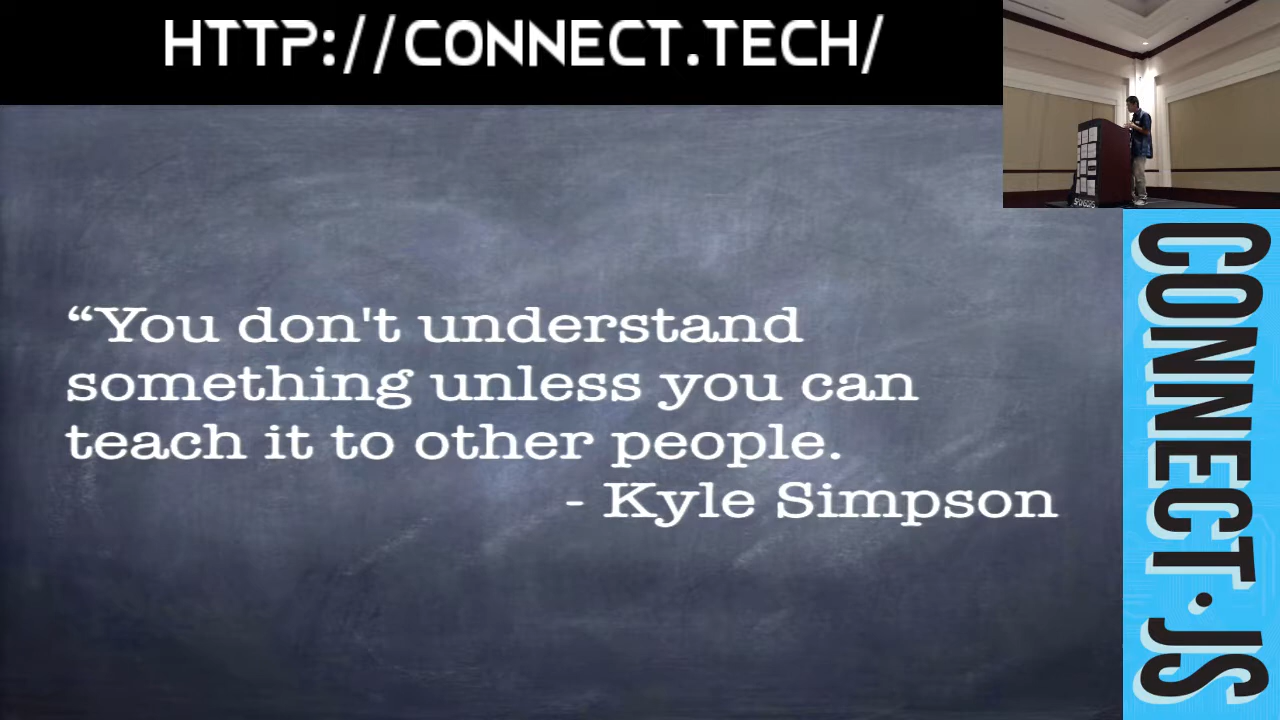 HTTP://CONNECT.TECH/
“You don't understand
something unless you can
teach it to other people.
- Kyle Simpson
CONNECT·JS